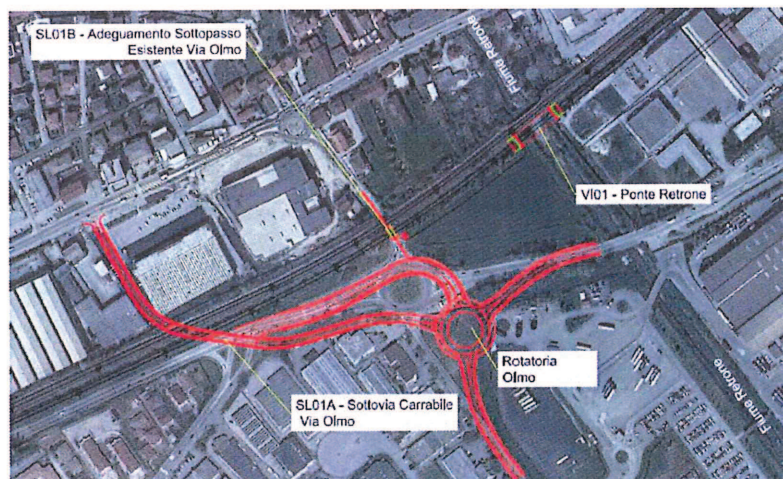 SL01B - Adeguamento Sottopasso
Esistente Via Olmo
Fiume Retrone
VI01 - Ponte Retrone
Rotatoria
Olmo
SL01A - Sottovia Carrabile
Via Olmo
Fiume Retrone